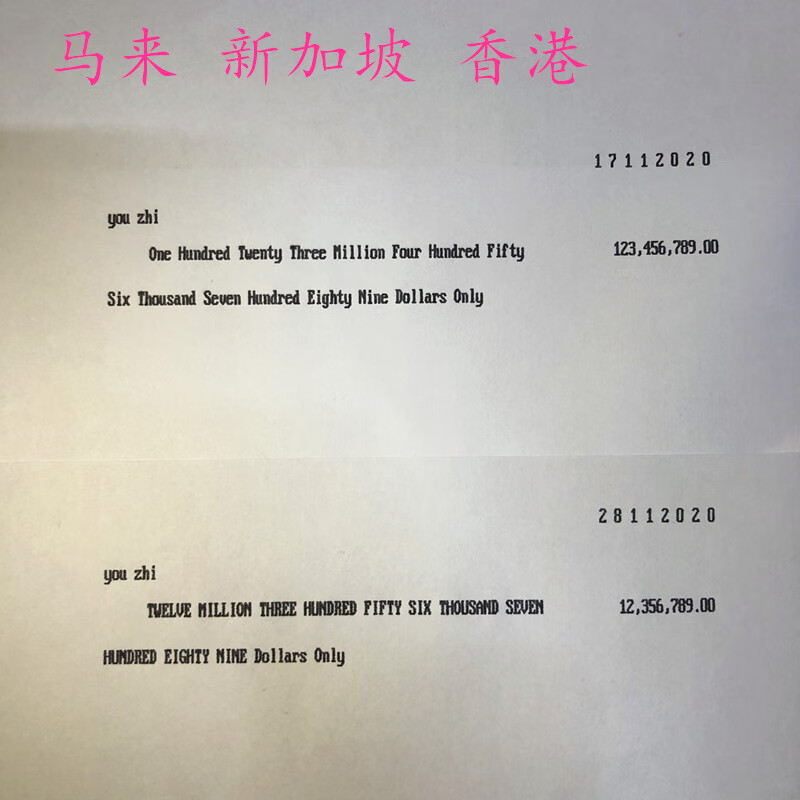 马来 新加坡 香港
17112020
you zhi
One Hundred Twenty Three Million Four Hundred Fifty 123,456,789.00
Six Thousand Seven Hundred Eighty Nine Dollars Only
28112020
you zhi
TWELVE MILLION THREE HUNDRED FIFTY SIX THOUSAND SEVEN 12,356,789.00
HUNDRED EIGHTY NINE Dollars Only